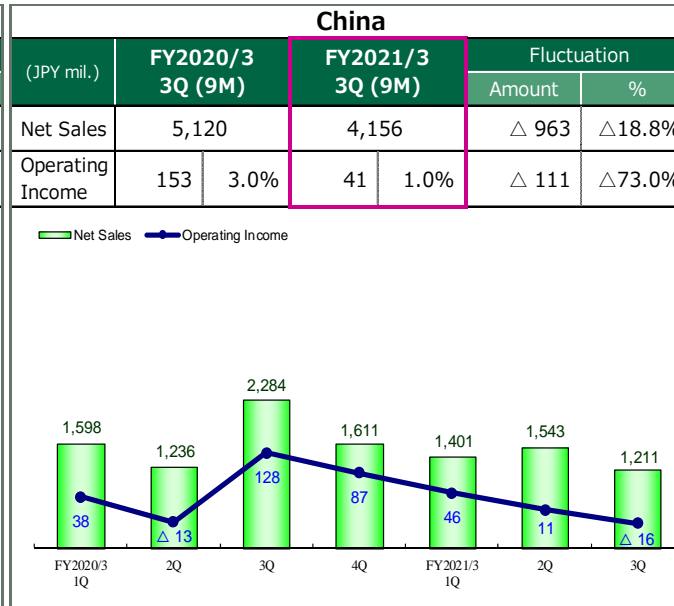 China
(JPY mil.) FY2020/3 3Q (9M) FY2021/3 3Q (9M) Fluctuation
Amount %
Net Sales 5,120 4,156 △ 963 △18.8%
Operating Income 153 3.0% 41 1.0% △ 111 △73.0%
Net Sales Operating Income
1,598 1,236 2,284 1,611 1,401 1,543 1,211
38 △ 13 128 87 46 11 △ 16
FY2020/3 1Q 2Q 3Q 4Q FY2021/3 1Q 2Q 3Q